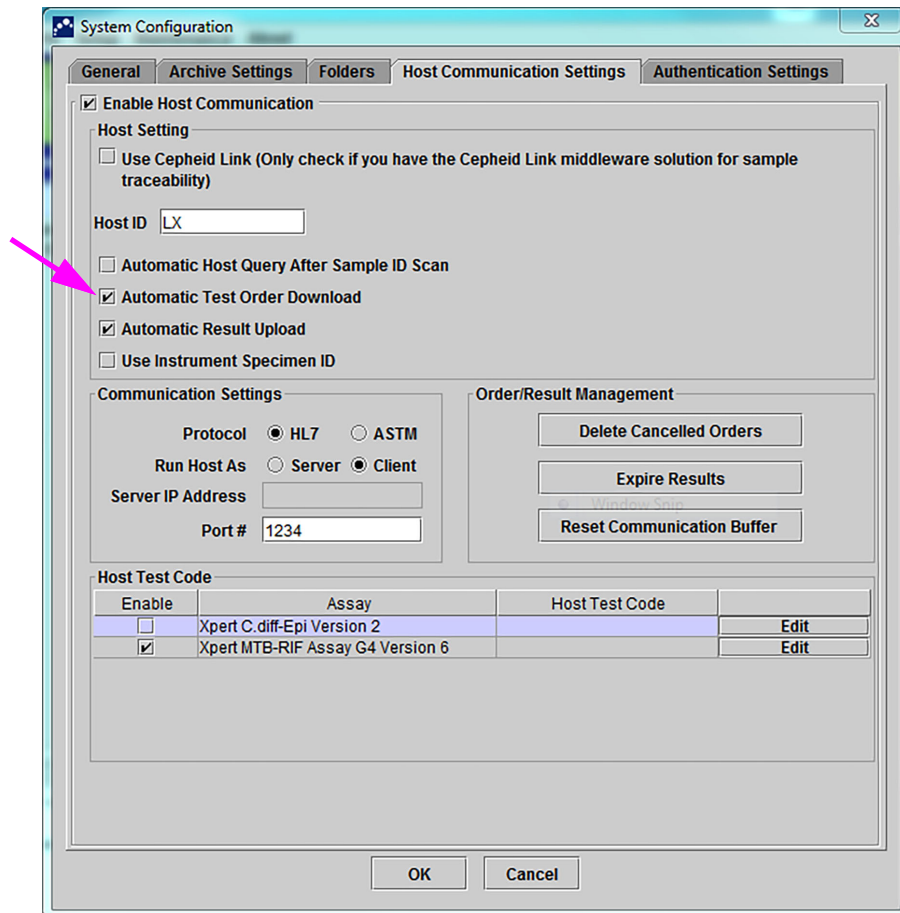 System Configuration
General Archive Settings Folders Host Communication Settings Authentication Settings
Enable Host Communication
Host Setting
Use Cepheid Link (Only check if you have the Cepheid Link middleware solution for sample
traceability)
Host ID LX
Automatic Host Query After Sample ID Scan
Automatic Test Order Download
Automatic Result Upload
Use Instrument Specimen ID
Communication Settings
Protocol HL7 ASTM
Run Host As Server Client
Server IP Address
Port # 1234
Order/Result Management
Delete Cancelled Orders
Expire Results
Window Snip
Reset Communication Buffer
Host Test Code
Enable Assay Host Test Code
Xpert C.diff-Epi Version 2 Edit
Xpert MTB-RIF Assay G4 Version 6 Edit
OK Cancel